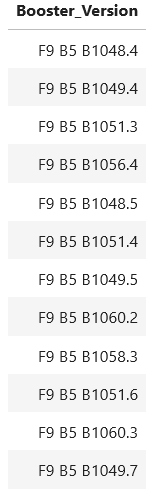 Booster_Version
F9 B5 B1048.4
F9 B5 B1049.4
F9 B5 B1051.3
F9 B5 B1056.4
F9 B5 B1048.5
F9 B5 B1051.4
F9 B5 B1049.5
F9 B5 B1060.2
F9 B5 B1058.3
F9 B5 B1051.6
F9 B5 B1060.3
F9 B5 B1049.7